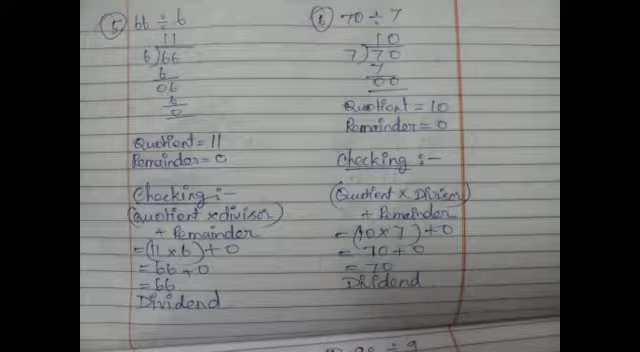 5 66 ÷ 6
11
6)66
6
06
6
0
Quotient = 11
Remainder = 0
Checking :-
(Quotient × divisor)
+ Remainder
= (11 × 6) + 0
= 66 + 0
= 66
Dividend
6 70 ÷ 7
10
7)70
7
00
Quotient = 10
Remainder = 0
Checking :-
(Quotient × Divisor)
+ Remainder
= (10 × 7) + 0
= 70 + 0
= 70
Dividend
÷ 9